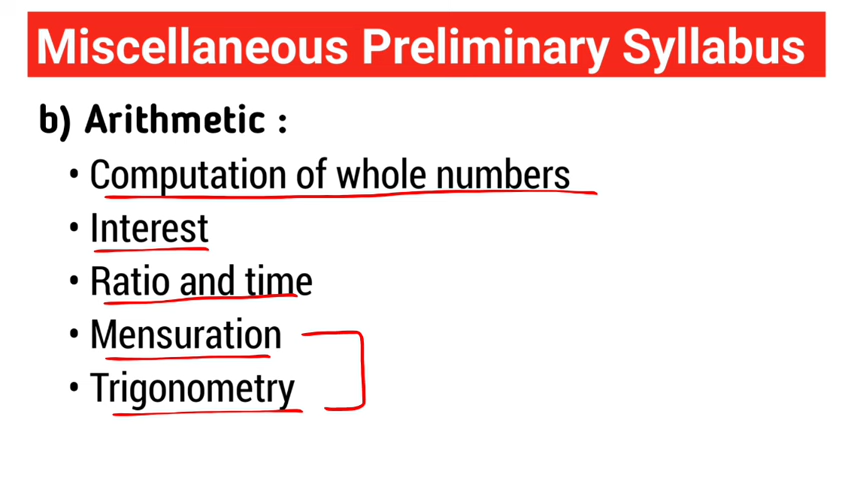 Miscellaneous Preliminary Syllabus
b) Arithmetic :
• Computation of whole numbers
• Interest
• Ratio and time
• Mensuration
• Trigonometry